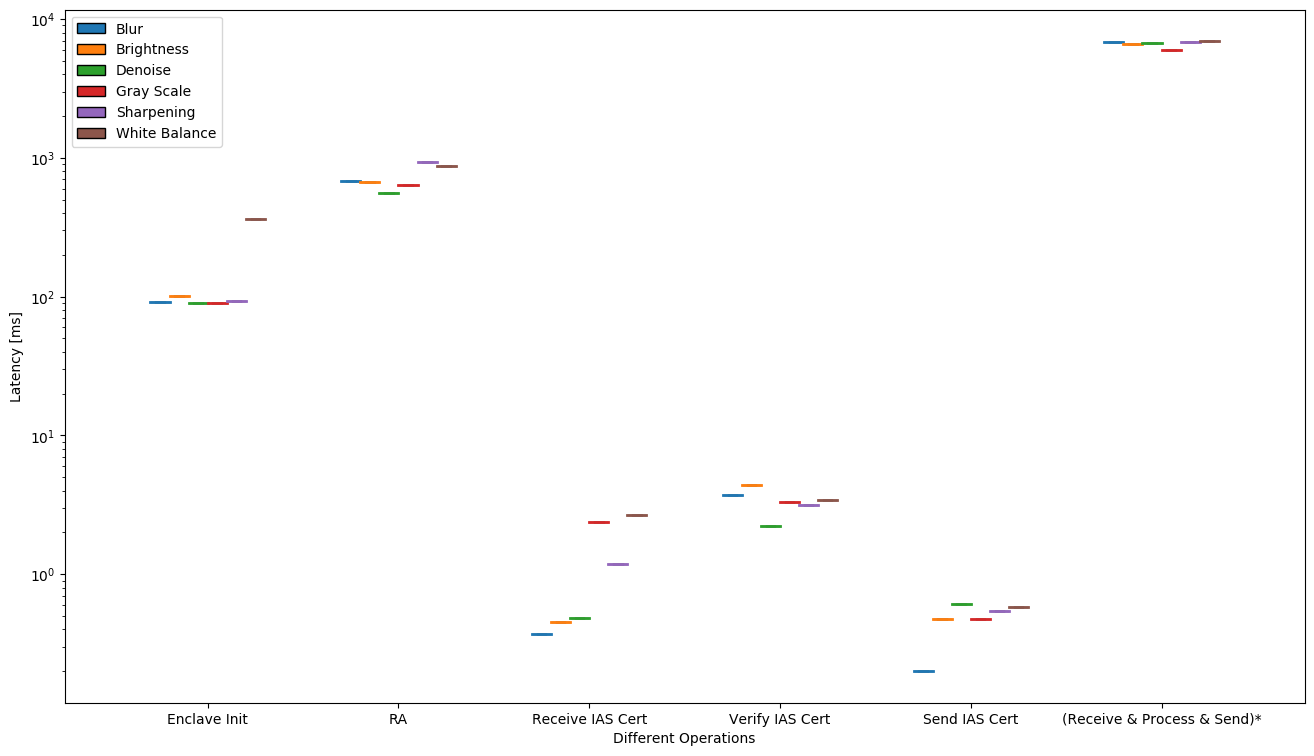 10^4
10^3
10^2
10^1
10^0
Latency [ms]
Blur
Brightness
Denoise
Gray Scale
Sharpening
White Balance
Enclave Init
RA
Receive IAS Cert
Verify IAS Cert
Send IAS Cert
(Receive & Process & Send)*
Different Operations